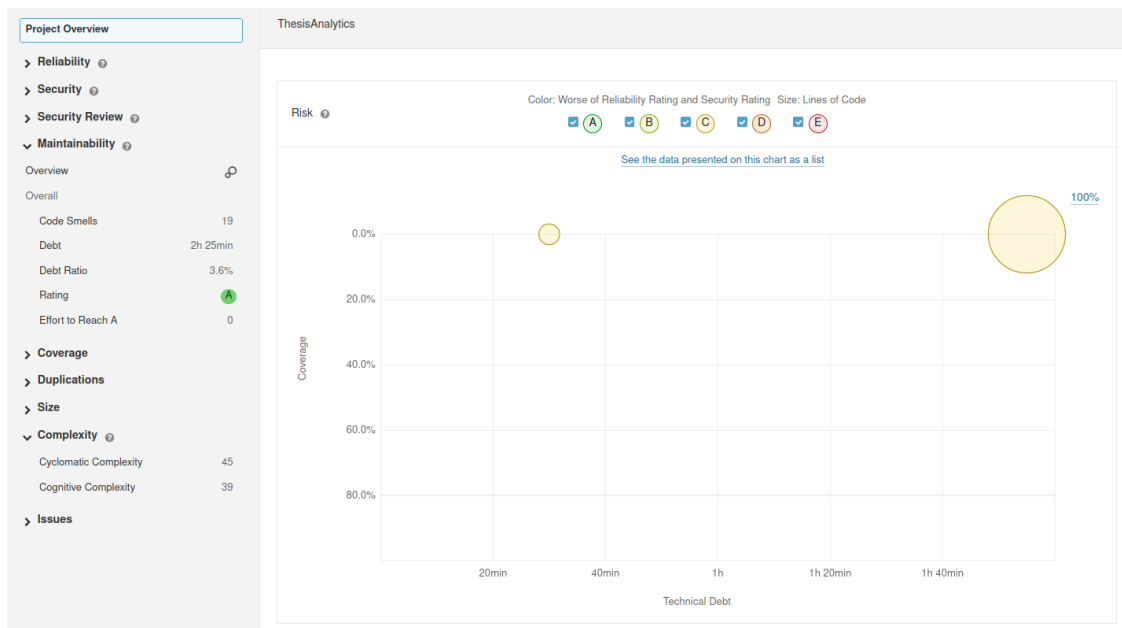 Project Overview
ThesisAnalytics
Reliability ?
Security ?
Security Review ?
Maintainability ?
Overview
Overall
Code Smells 19
Debt 2h 25min
Debt Ratio 3.6%
Rating A
Effort to Reach A 0
Coverage
Duplications
Size
Complexity ?
Cyclomatic Complexity 45
Cognitive Complexity 39
Issues
Risk ?
Color: Worse of Reliability Rating and Security Rating Size: Lines of Code
A B C D E
See the data presented on this chart as a list
100%
0.0%
20.0%
40.0%
60.0%
80.0%
Coverage
20min 40min 1h 1h 20min 1h 40min
Technical Debt